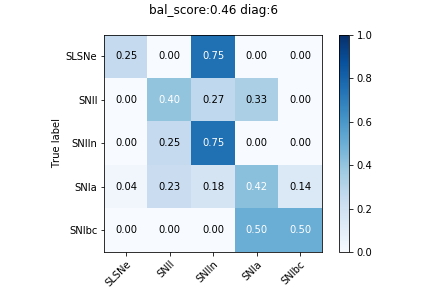 bal_score:0.46 diag:6
True label
SLSNe 0.25 0.00 0.75 0.00 0.00
SNII 0.00 0.40 0.27 0.33 0.00
SNIIn 0.00 0.25 0.75 0.00 0.00
SNIa 0.04 0.23 0.18 0.42 0.14
SNIbc 0.00 0.00 0.00 0.50 0.50
SLSNe SNII SNIIn SNIa SNIbc
1.0
0.8
0.6
0.4
0.2
0.0